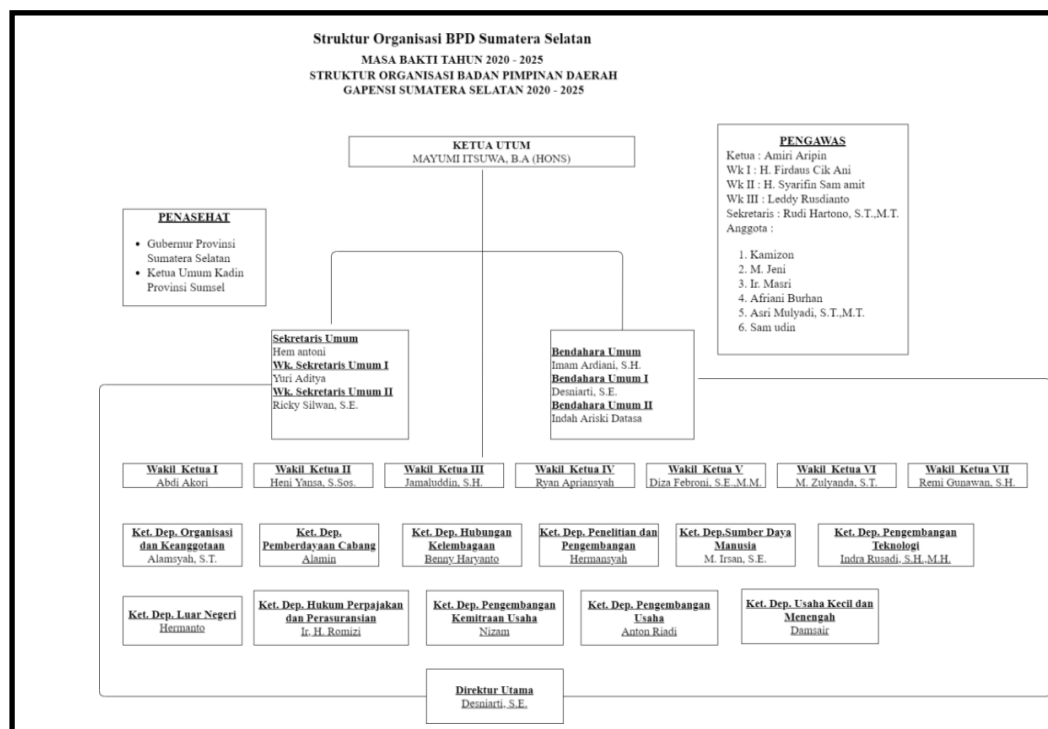 Struktur Organisasi BPD Sumatera Selatan
MASA BAKTI TAHUN 2020 - 2025
STRUKTUR ORGANISASI BADAN PIMPINAN DAERAH
GAPENSI SUMATERA SELATAN 2020 - 2025
KETUA UTUM
MAYUMI ITSUWA, B.A (HONS)
PENGAWAS
Ketua : Amiri Aripin
Wk I : H. Firdaus Cik Ani
Wk II : H. Syarifin Sam amit
Wk III : Leddy Rusdianto
Sekretaris : Rudi Hartono, S.T.,M.T.
Anggota :
1. Kamizon
2. M. Jeni
3. Ir. Masri
4. Afriani Burhan
5. Asri Mulyadi, S.T.,M.T.
6. Sam udin
PENASEHAT
• Gubernur Provinsi
Sumatera Selatan
• Ketua Umum Kadin
Provinsi Sumsel
Sekretaris Umum
Hem antoni
Wk. Sekretaris Umum I
Yuri Aditya
Wk. Sekretaris Umum II
Ricky Silwan, S.E.
Bendahara Umum
Imam Ardiani, S.H.
Bendahara Umum I
Desniarti, S.E.
Bendahara Umum II
Indah Ariski Datasa
Wakil Ketua I
Abdi Akori
Wakil Ketua II
Heni Yansa, S.Sos.
Wakil Ketua III
Jamaluddin, S.H.
Wakil Ketua IV
Ryan Apriansyah
Wakil Ketua V
Diza Febroni, S.E.,M.M.
Wakil Ketua VI
M. Zulyanda, S.T.
Wakil Ketua VII
Remi Gunawan, S.H.
Ket. Dep. Organisasi
dan Keanggotaan
Alamsyah, S.T.
Ket. Dep.
Pemberdayaan Cabang
Alamin
Ket. Dep. Hubungan
Kelembagaan
Benny Haryanto
Ket. Dep. Penelitian dan
Pengembangan
Hermansyah
Ket. Dep.Sumber Daya
Manusia
M. Irsan, S.E.
Ket. Dep. Pengembangan
Teknologi
Indra Rusadi, S.H.,M.H.
Ket. Dep. Luar Negeri
Hermanto
Ket. Dep. Hukum Perpajakan
dan Perasuransian
Ir. H. Romizi
Ket. Dep. Pengembangan
Kemitraan Usaha
Nizam
Ket. Dep. Pengembangan
Usaha
Anton Riadi
Ket. Dep. Usaha Kecil dan
Menengah
Damsair
Direktur Utama
Desniarti, S.E.